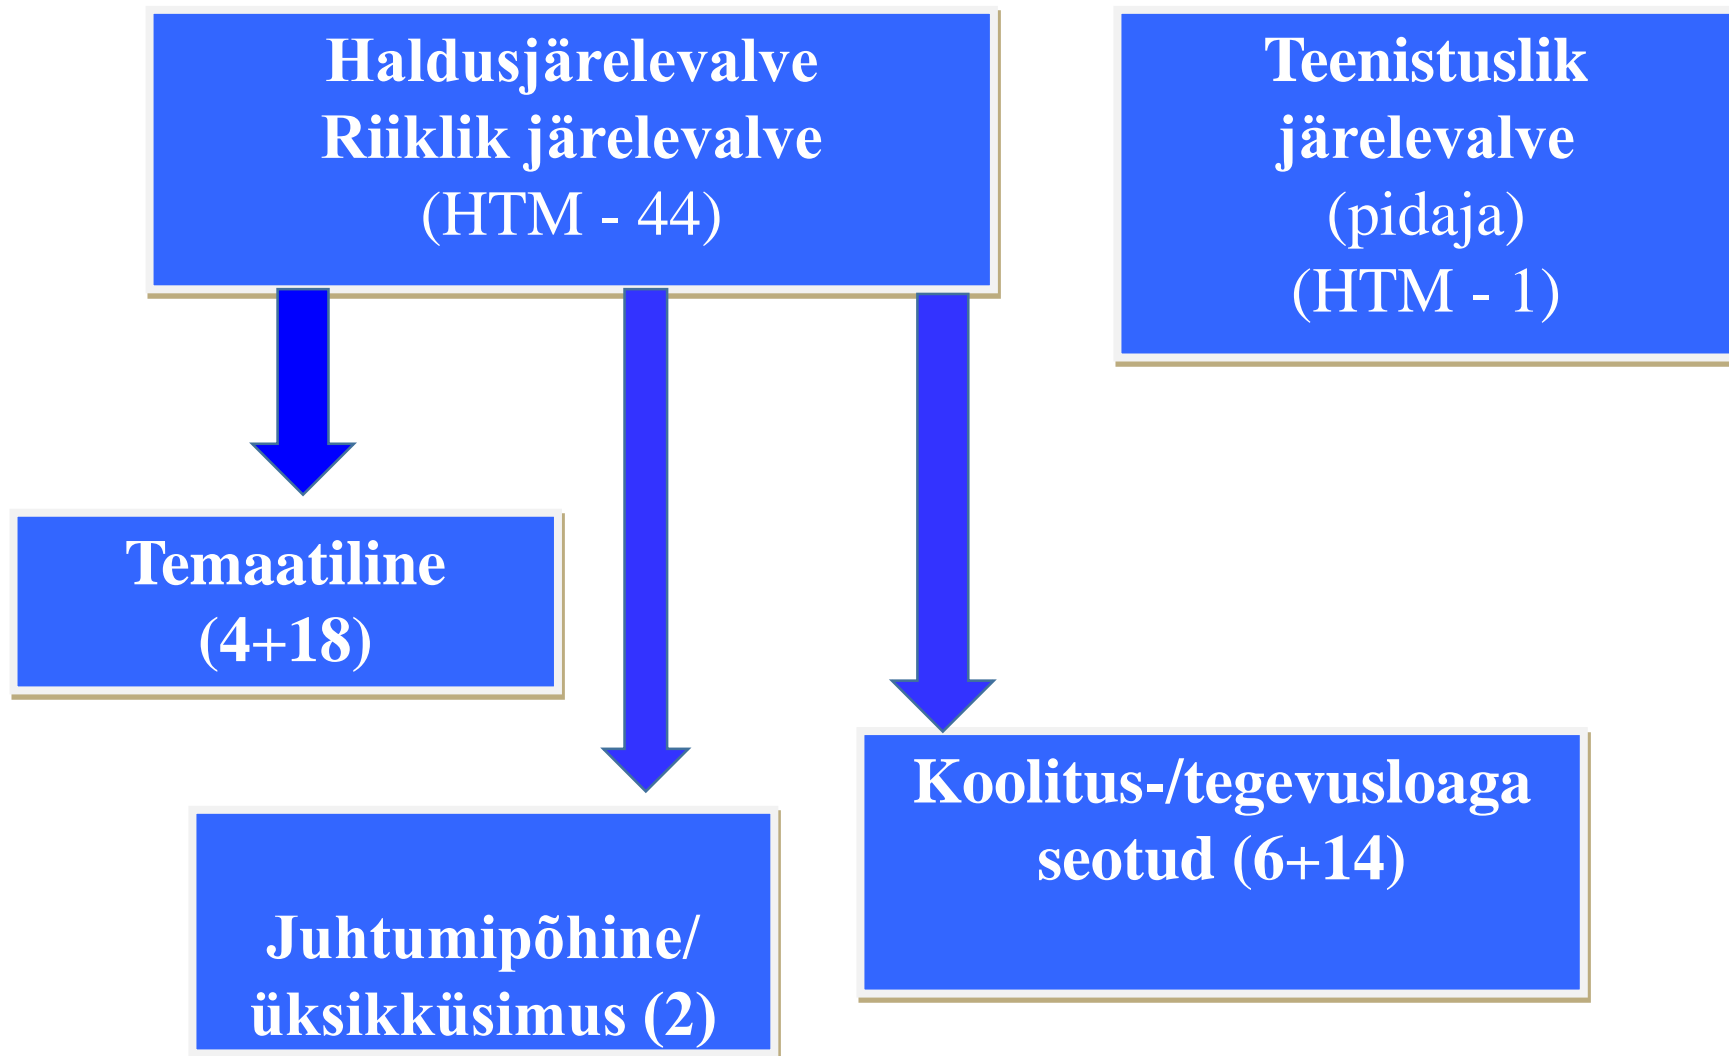 Haldusjärelevalve
Riiklik järelevalve
(HTM - 44)
Teenistuslik
järelevalve
(pidaja)
(HTM - 1)
Temaatiline
(4+18)
Juhtumipõhine/
üksikküsimus (2)
Koolitus-/tegevusloaga
seotud (6+14)